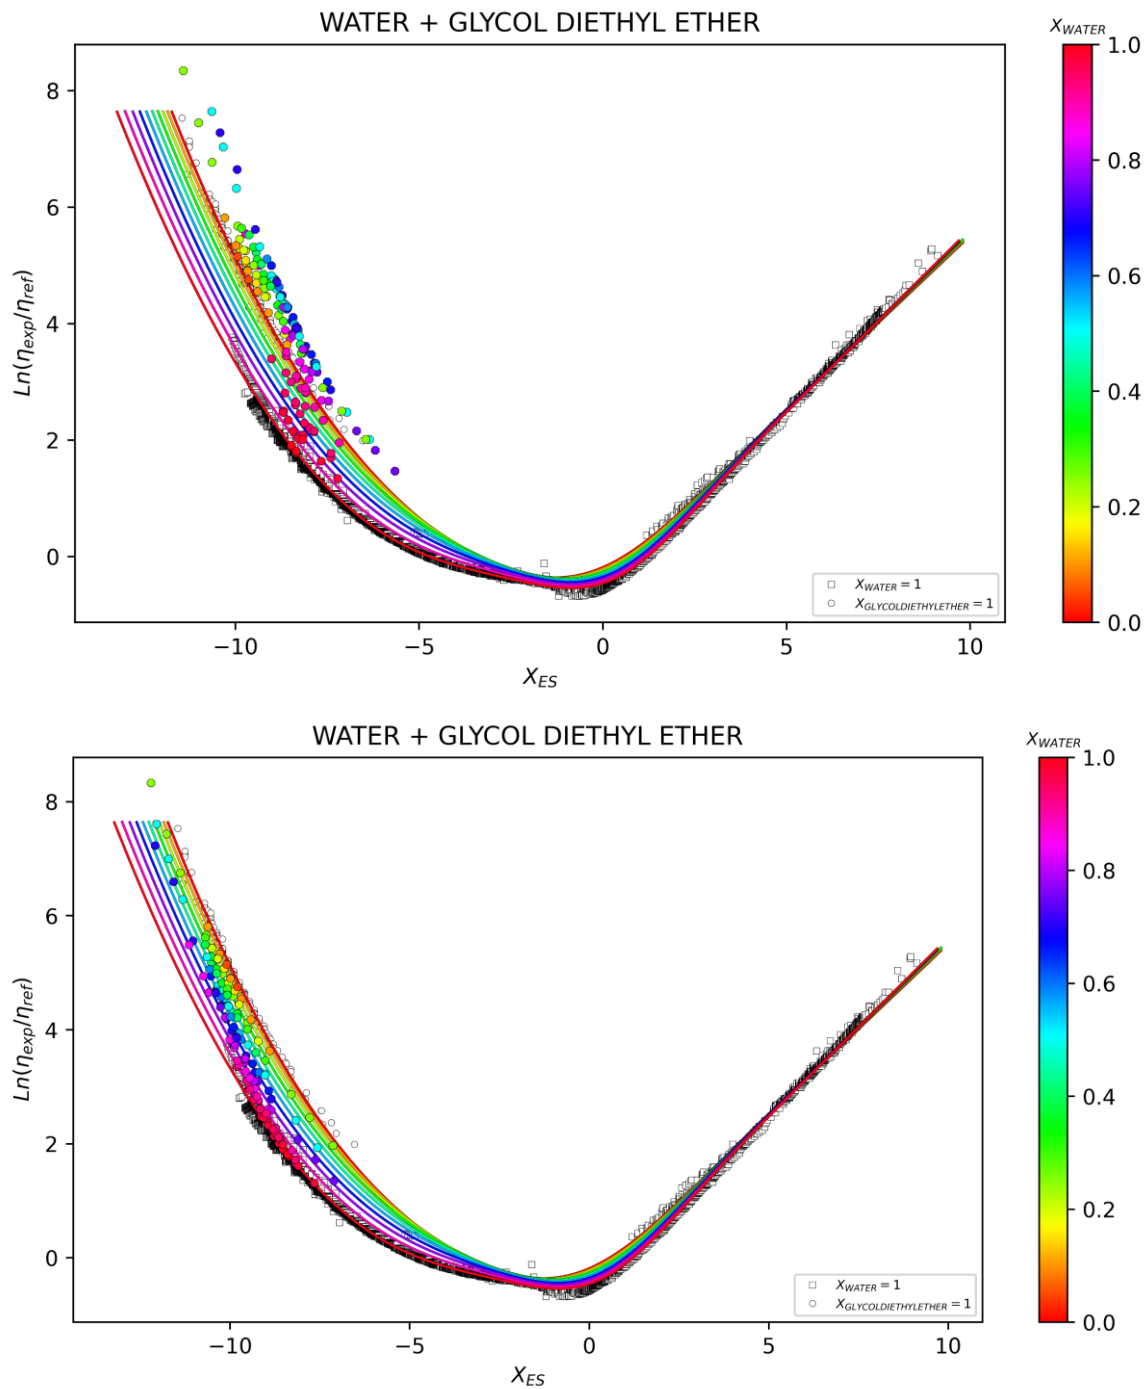 WATER + GLYCOL DIETHYL ETHER
X_WATER
1.0
0.8
0.6
0.4
0.2
0.0
8
6
4
2
0
Ln(η_exp/η_ref)
X_WATER = 1
X_GLYCOLDIETHYLETHER = 1
−10 −5 0 5 10
X_ES
WATER + GLYCOL DIETHYL ETHER
X_WATER
1.0
0.8
0.6
0.4
0.2
0.0
8
6
4
2
0
Ln(η_exp/η_ref)
X_WATER = 1
X_GLYCOLDIETHYLETHER = 1
−10 −5 0 5 10
X_ES